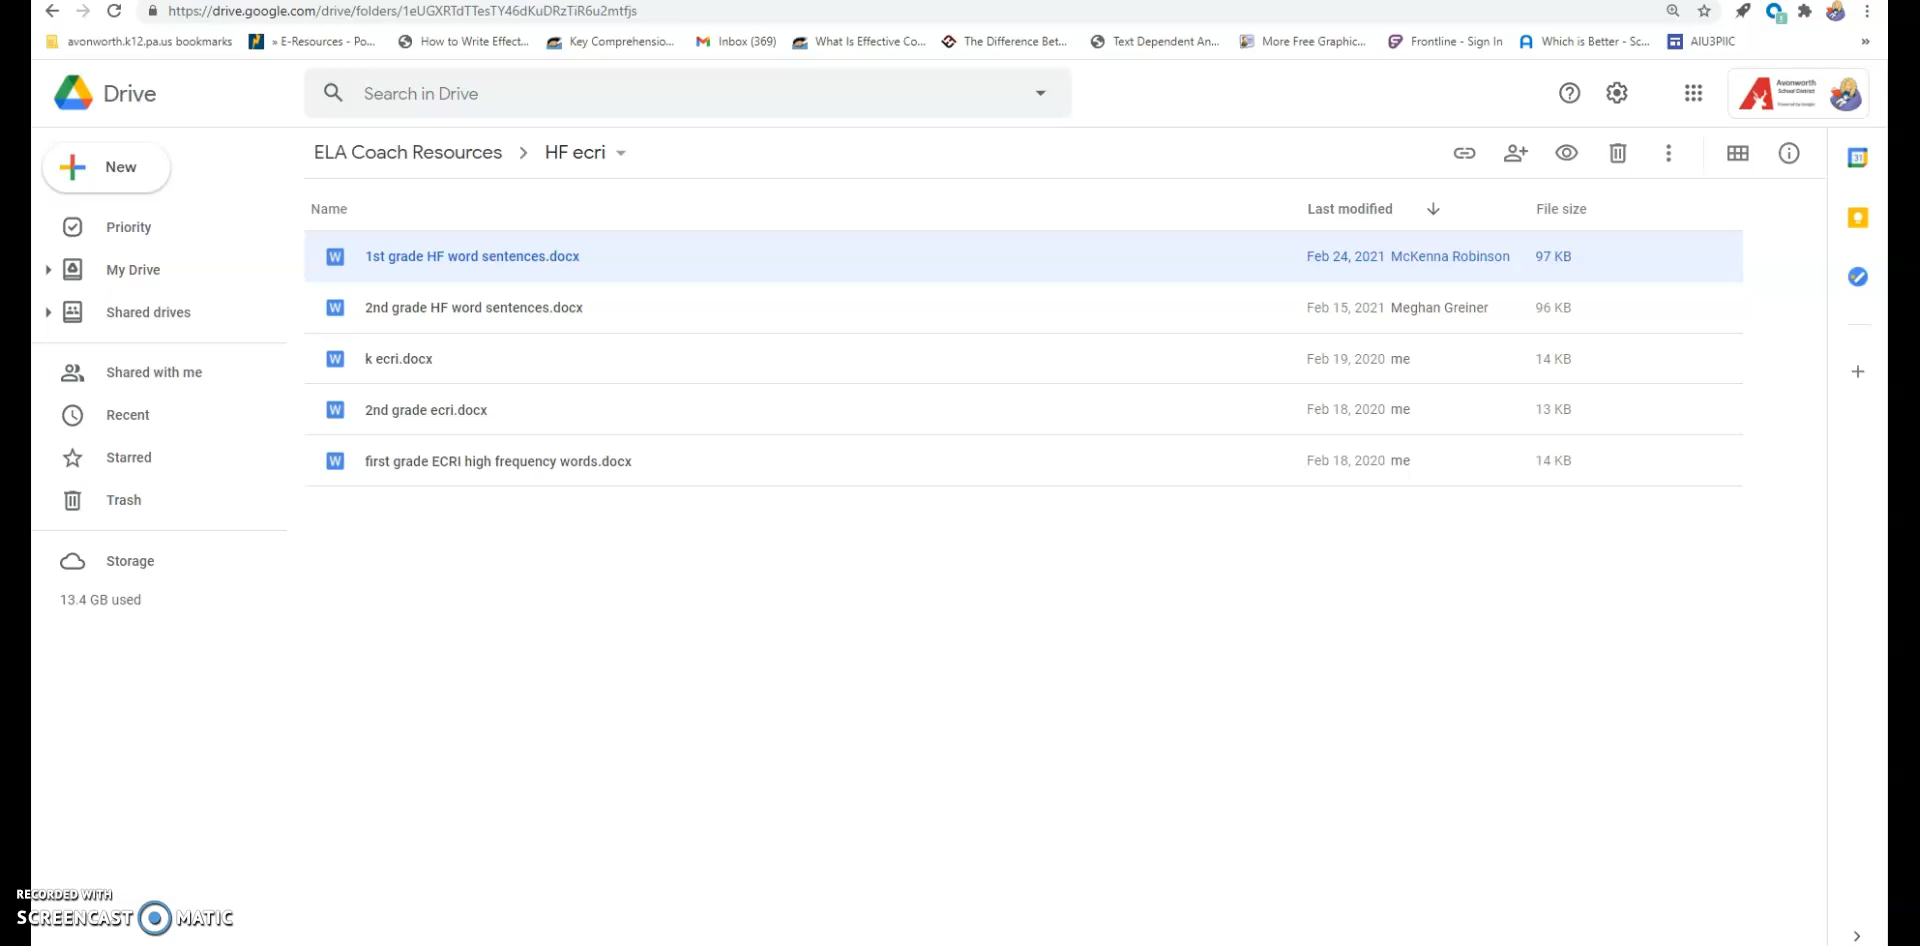 https://drive.google.com/drive/folders/1eUGXRTdTTesTY46dKuDRzTiR6u2mtfjs
avonworth.k12.pa.us bookmarks » E-Resources - Po... How to Write Effect... Key Comprehensio... Inbox (369) What Is Effective Co... The Difference Bet... Text Dependent An... More Free Graphic... Frontline - Sign In Which is Better - Sc... AIU3PIIC »
Drive Search in Drive Avonworth
School District
Powered by Google
ELA Coach Resources > HF ecri
New
Name Last modified File size
Priority
My Drive
Shared drives
Shared with me
Recent
Starred
Trash
Storage
13.4 GB used
1st grade HF word sentences.docx Feb 24, 2021 McKenna Robinson 97 KB
2nd grade HF word sentences.docx Feb 15, 2021 Meghan Greiner 96 KB
k ecri.docx Feb 19, 2020 me 14 KB
2nd grade ecri.docx Feb 18, 2020 me 13 KB
first grade ECRI high frequency words.docx Feb 18, 2020 me 14 KB
31
RECORDED WITH
SCREENCAST MATIC